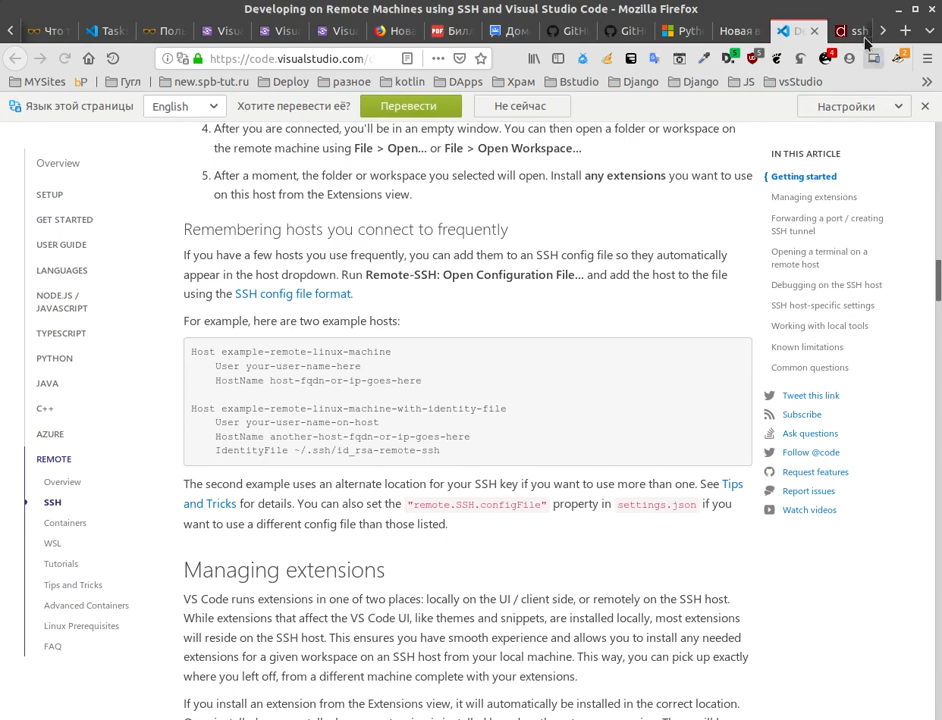 Developing on Remote Machines using SSH and Visual Studio Code - Mozilla Firefox
Что
Task
Поль
Visua
Visua
Visua
Нова
PDF Билл
Дом
GitH
GitH
Pyth
Новая в
De
ssh
https://code.visualstudio.com/
5
5
4
2
MYSites
bP
Гугл
new.spb-tut.ru
Deploy
разное
kotlin
DApps
Храм
Bstudio
Django
Django
JS
vsStudio
Язык этой страницы English Хотите перевести её? Перевести Не сейчас Настройки
4. After you are connected, you'll be in an empty window. You can then open a folder or workspace on
the remote machine using File > Open... or File > Open Workspace...
5. After a moment, the folder or workspace you selected will open. Install any extensions you want to use
on this host from the Extensions view.
Remembering hosts you connect to frequently
If you have a few hosts you use frequently, you can add them to an SSH config file so they automatically
appear in the host dropdown. Run Remote-SSH: Open Configuration File... and add the host to the file
using the SSH config file format.
For example, here are two example hosts:
Host example-remote-linux-machine
User your-user-name-here
HostName host-fqdn-or-ip-goes-here
Host example-remote-linux-machine-with-identity-file
User your-user-name-on-host
HostName another-host-fqdn-or-ip-goes-here
IdentityFile ~/.ssh/id_rsa-remote-ssh
The second example uses an alternate location for your SSH key if you want to use more than one. See Tips
and Tricks for details. You can also set the "remote.SSH.configFile" property in settings.json if you
want to use a different config file than those listed.
Managing extensions
VS Code runs extensions in one of two places: locally on the UI / client side, or remotely on the SSH host.
While extensions that affect the VS Code UI, like themes and snippets, are installed locally, most extensions
will reside on the SSH host. This ensures you have smooth experience and allows you to install any needed
extensions for a given workspace on an SSH host from your local machine. This way, you can pick up exactly
where you left off, from a different machine complete with your extensions.
If you install an extension from the Extensions view, it will automatically be installed in the correct location.
Overview
SETUP
GET STARTED
USER GUIDE
LANGUAGES
NODE.JS /
JAVASCRIPT
TYPESCRIPT
PYTHON
JAVA
C++
AZURE
REMOTE
Overview
SSH
Containers
WSL
Tutorials
Tips and Tricks
Advanced Containers
Linux Prerequisites
FAQ
IN THIS ARTICLE
Getting started
Managing extensions
Forwarding a port / creating
SSH tunnel
Opening a terminal on a
remote host
Debugging on the SSH host
SSH host-specific settings
Working with local tools
Known limitations
Common questions
Tweet this link
Subscribe
Ask questions
Follow @code
Request features
Report issues
Watch videos